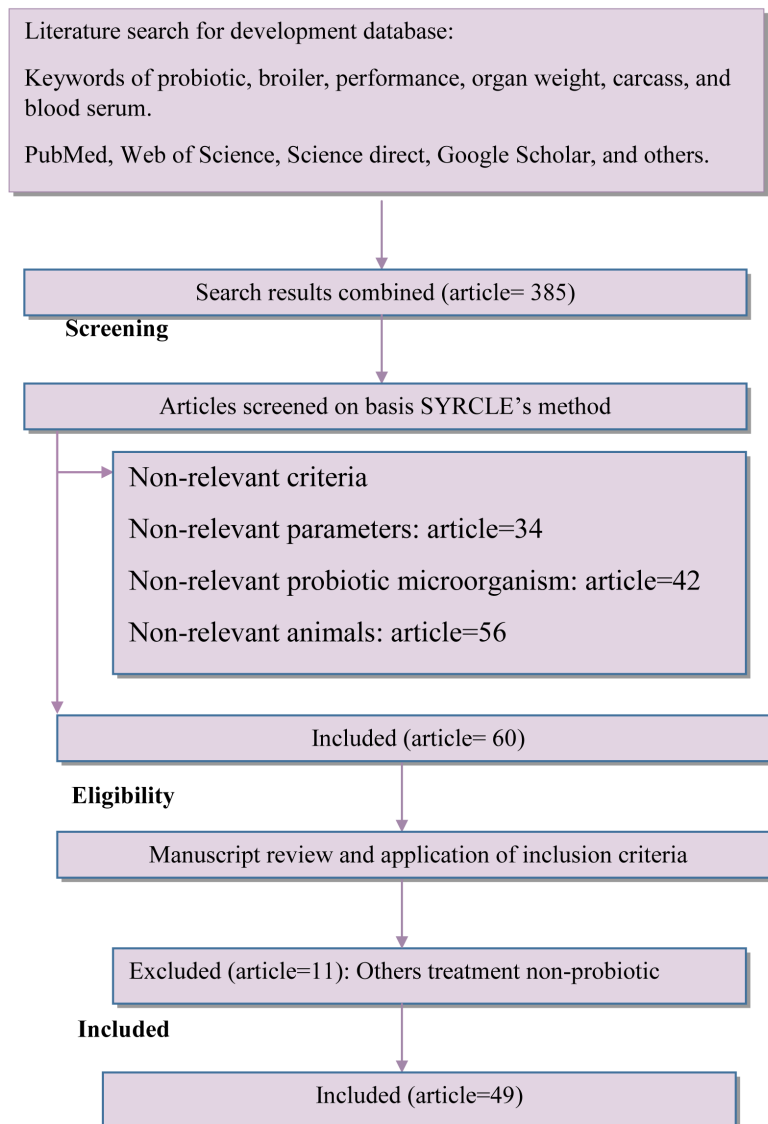 Literature search for development database:
Keywords of probiotic, broiler, performance, organ weight, carcass, and
blood serum.
PubMed, Web of Science, Science direct, Google Scholar, and others.
Search results combined (article= 385)
Screening
Articles screened on basis SYRCLE’s method
Non-relevant criteria
Non-relevant parameters: article=34
Non-relevant probiotic microorganism: article=42
Non-relevant animals: article=56
Included (article= 60)
Eligibility
Manuscript review and application of inclusion criteria
Excluded (article=11): Others treatment non-probiotic
Included
Included (article=49)